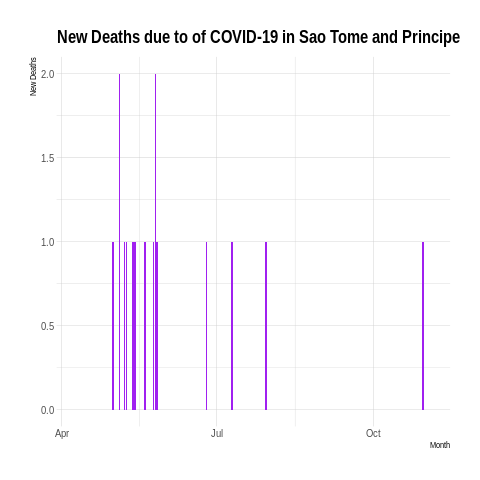 New Deaths due to of COVID-19 in Sao Tome and Principe
New Deaths
2.0
1.5
1.0
0.5
0.0
Apr
Jul
Oct
Month